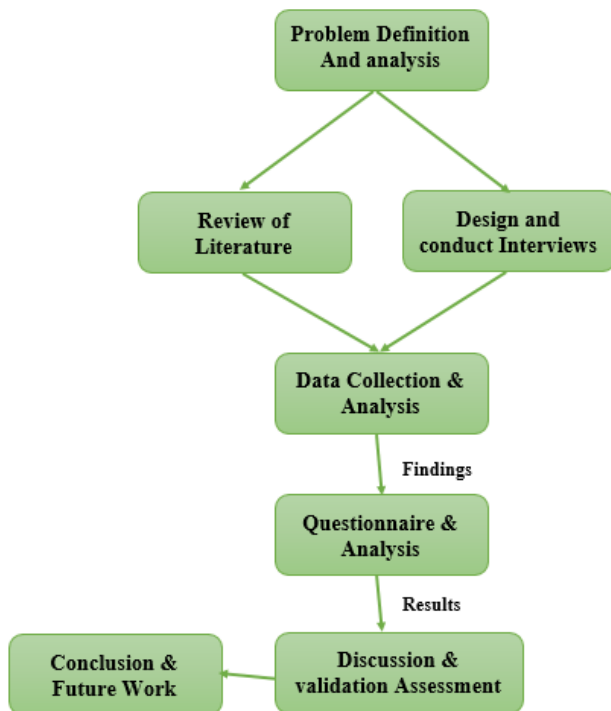 Problem Definition
And analysis
Review of
Literature
Design and
conduct Interviews
Data Collection &
Analysis
Findings
Questionnaire &
Analysis
Results
Discussion &
validation Assessment
Conclusion &
Future Work